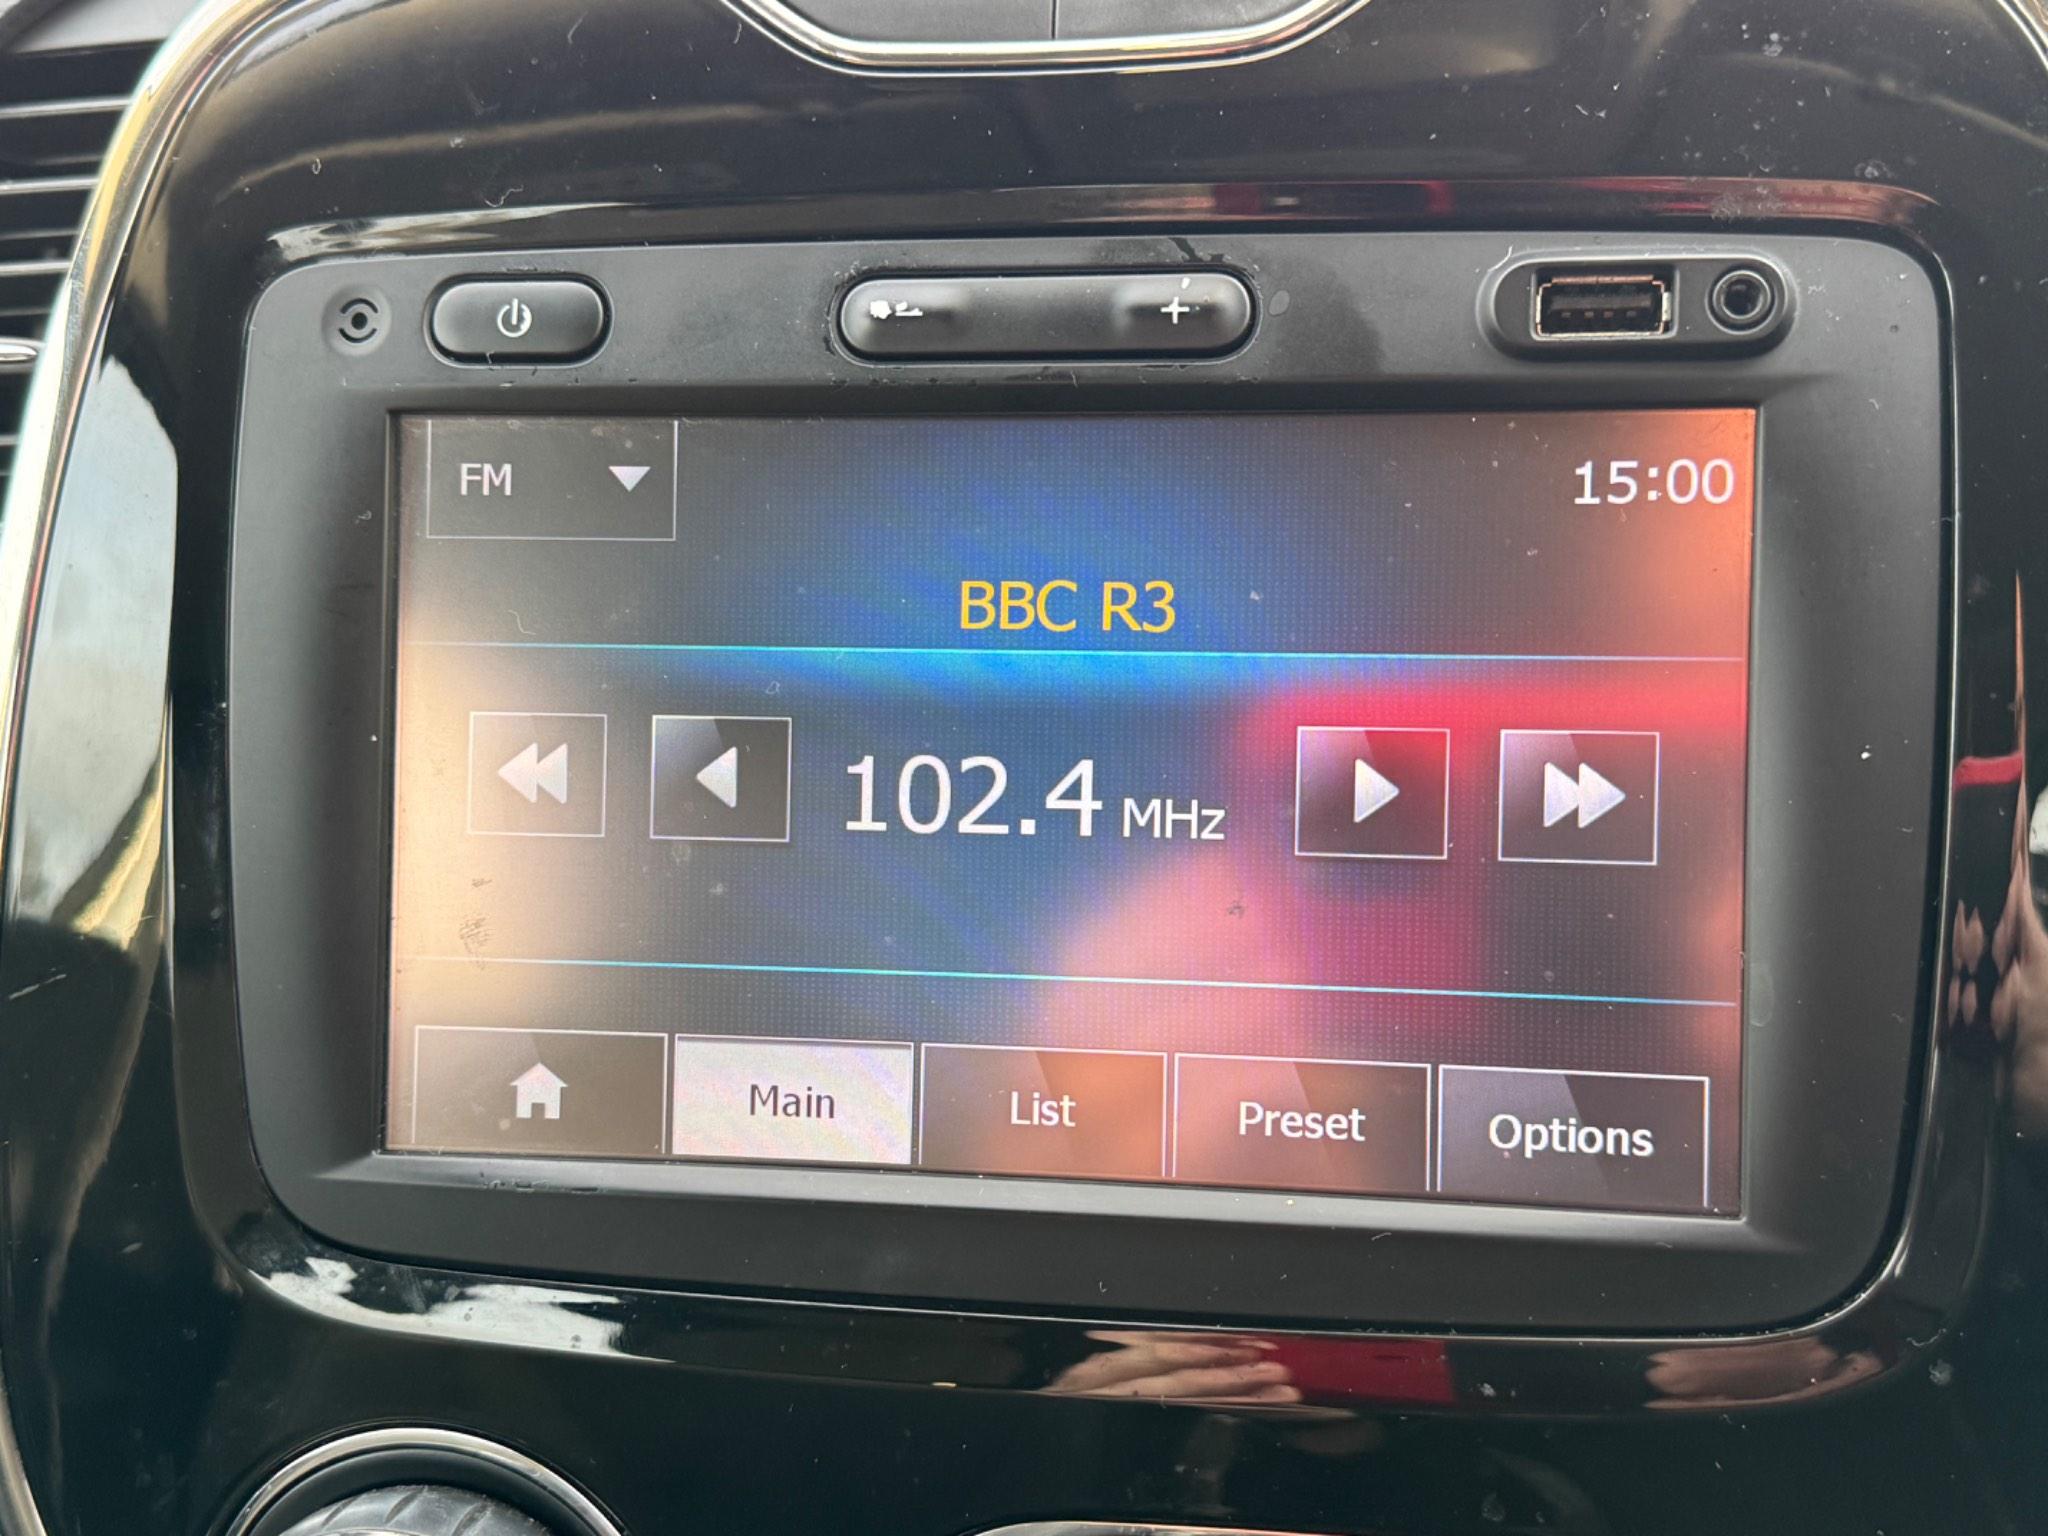 FM
15:00
BBC R3
102.4 MHz
Main
List
Preset
Options